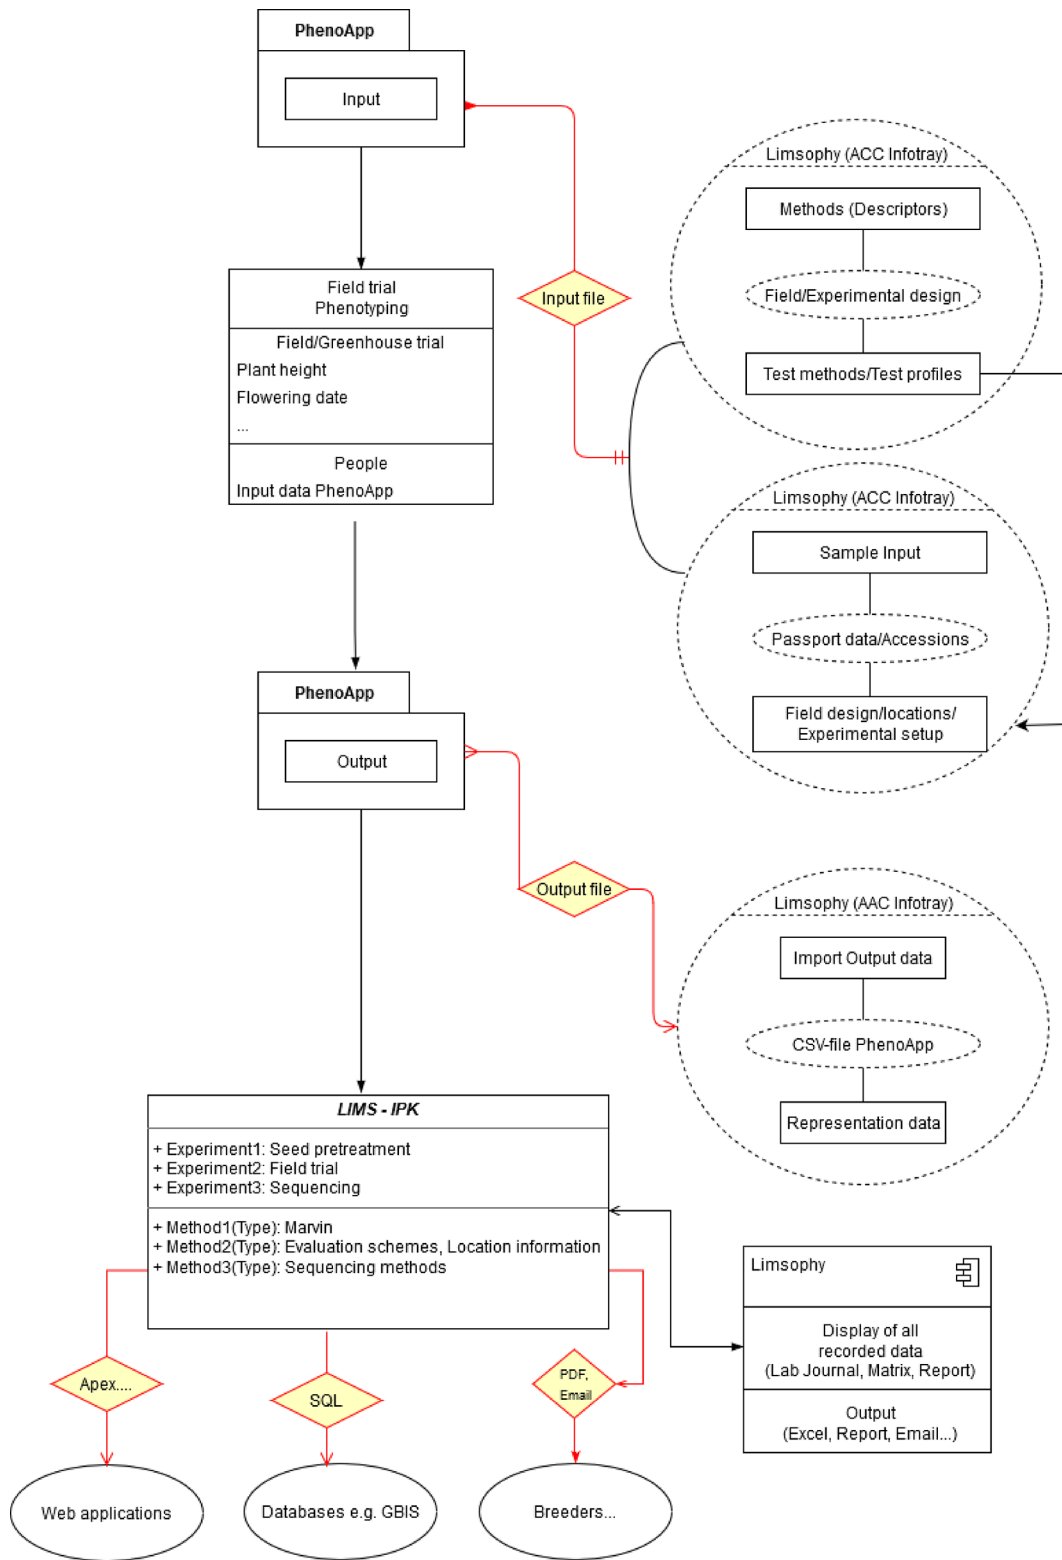 PhenoApp
Input
Limsophy (ACC Infotray)
Methods (Descriptors)
Field/Experimental design
Test methods/Test profiles
Input file
Field trial
Phenotyping
Field/Greenhouse trial
Plant height
Flowering date
...
People
Input data PhenoApp
Limsophy (ACC Infotray)
Sample Input
Passport data/Accessions
Field design/locations/
Experimental setup
PhenoApp
Output
Output file
Limsophy (AAC Infotray)
Import Output data
CSV-file PhenoApp
Representation data
LIMS - IPK
+ Experiment1: Seed pretreatment
+ Experiment2: Field trial
+ Experiment3: Sequencing
+ Method1(Type): Marvin
+ Method2(Type): Evaluation schemes, Location information
+ Method3(Type): Sequencing methods
Limsophy
Display of all
recorded data
(Lab Journal, Matrix, Report)
Output
(Excel, Report, Email...)
Apex....
SQL
PDF,
Email
Web applications
Databases e.g. GBIS
Breeders...